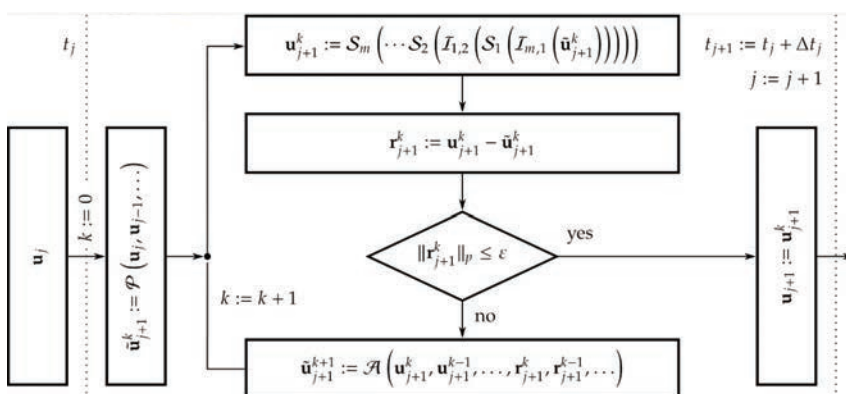 t_j
u^k_{j+1} := S_m ( ··· S_2 ( I_{1,2} ( S_1 ( I_{m,1} ( ũ^k_{j+1} ) ) ) ) )
t_{j+1} := t_j + Δt_j
j := j + 1
r^k_{j+1} := u^k_{j+1} − ũ^k_{j+1}
u_j
k := 0
ũ^k_{j+1} := P ( u_j, u_{j−1}, ··· )
‖r^k_{j+1}‖_p ≤ ε
yes
u_{j+1} := u^k_{j+1}
k := k + 1
no
ũ^{k+1}_{j+1} := A ( u^k_{j+1}, u^{k−1}_{j+1}, . . . , r^k_{j+1}, r^{k−1}_{j+1}, . . . )